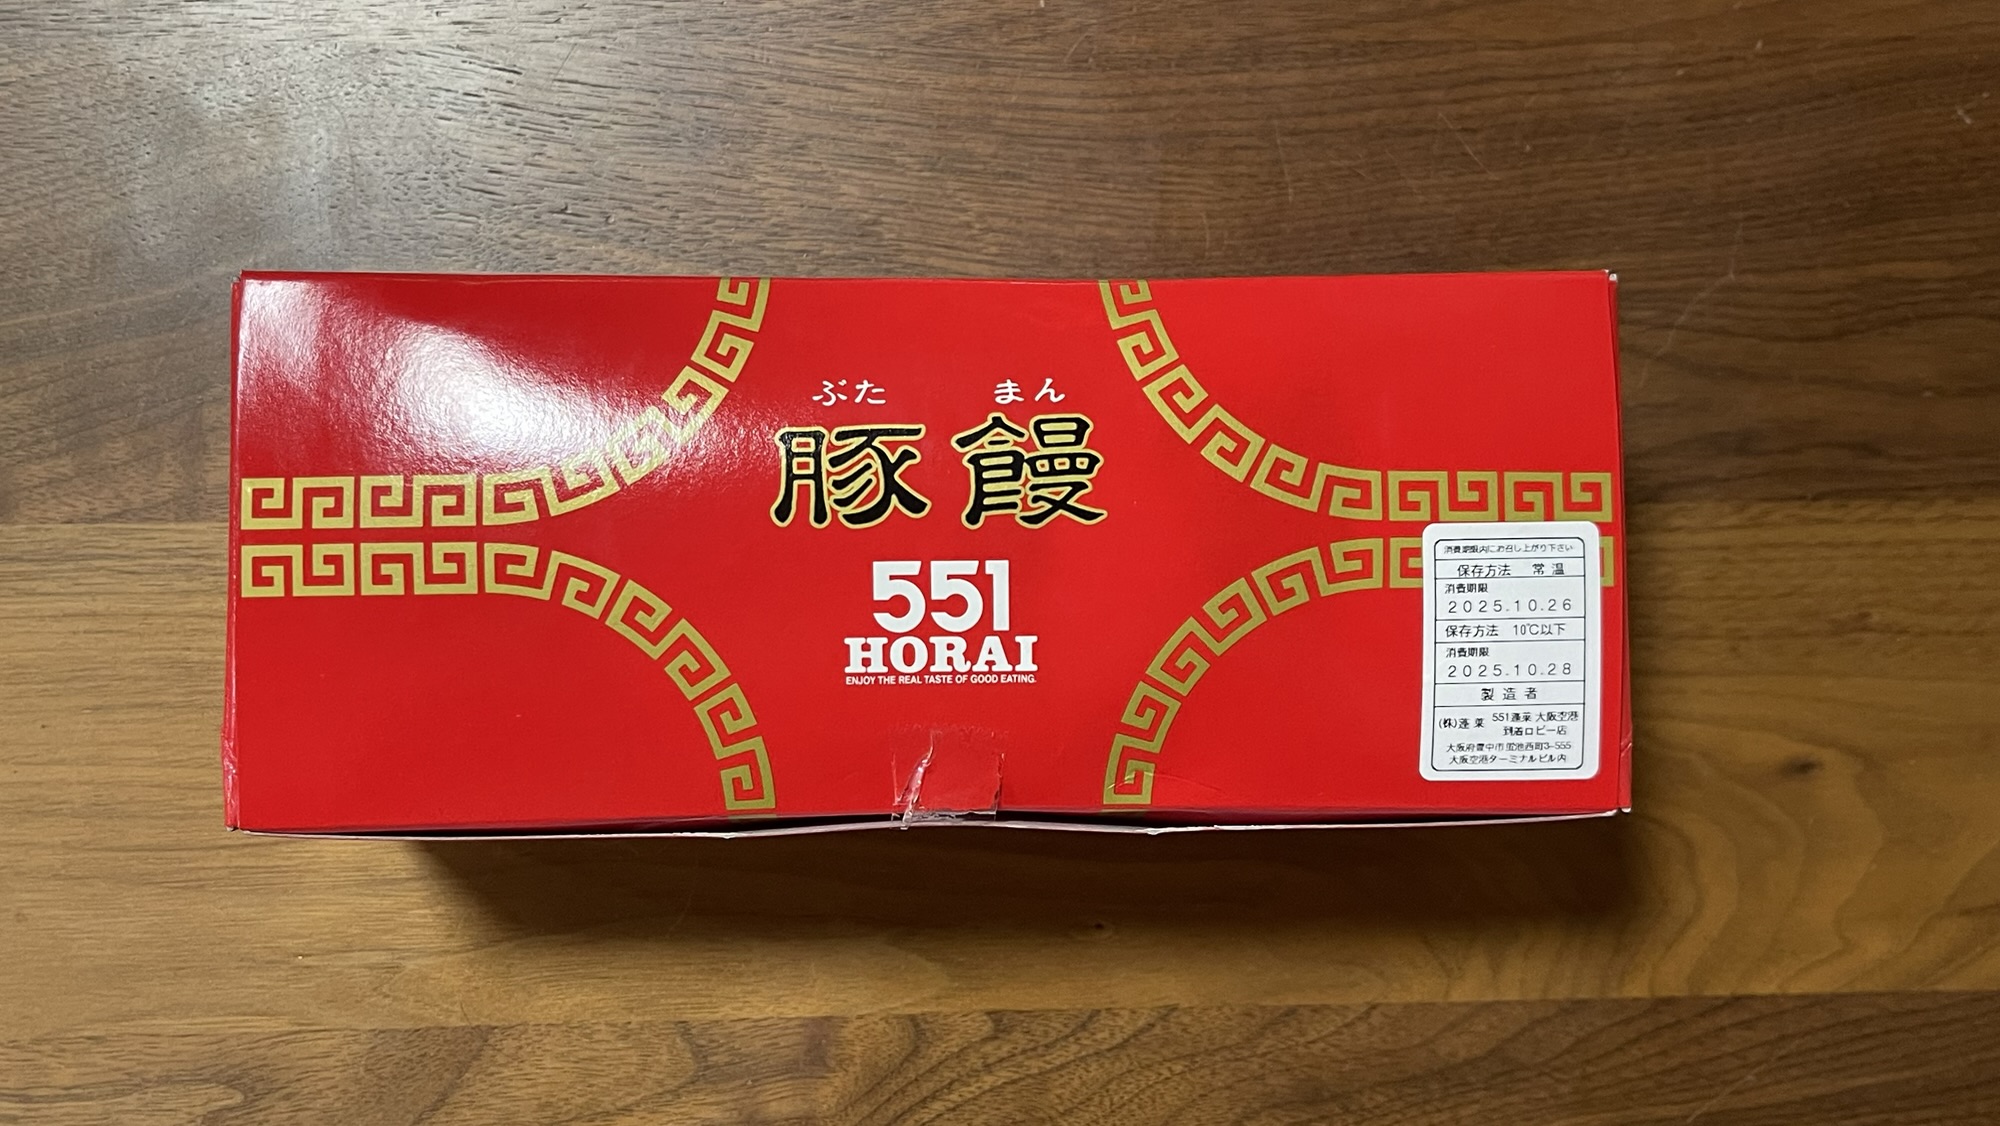 ぶた まん
豚饅
551
HORAI
ENJOY THE REAL TASTE OF GOOD EATING.
消費期限内にお召し上がり下さい
保存方法 常温
消費期限
2025.10.26
保存方法 10℃以下
消費期限
2025.10.28
製造者
(株)蓬莱 551蓬莱 大阪空港
到着ロビー店
大阪府豊中市蛍池西町3-555
大阪空港ターミナルビル内